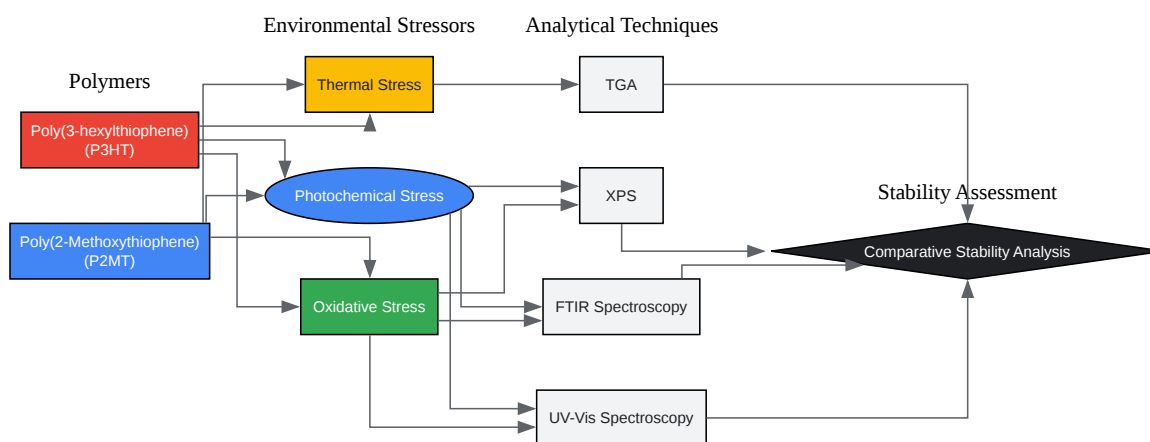 Environmental Stressors
Analytical Techniques
Polymers
Thermal Stress
TGA
Poly(3-hexylthiophene)
(P3HT)
Photochemical Stress
XPS
Stability Assessment
Poly(2-Methoxythiophene)
(P2MT)
Comparative Stability Analysis
Oxidative Stress
FTIR Spectroscopy
UV-Vis Spectroscopy